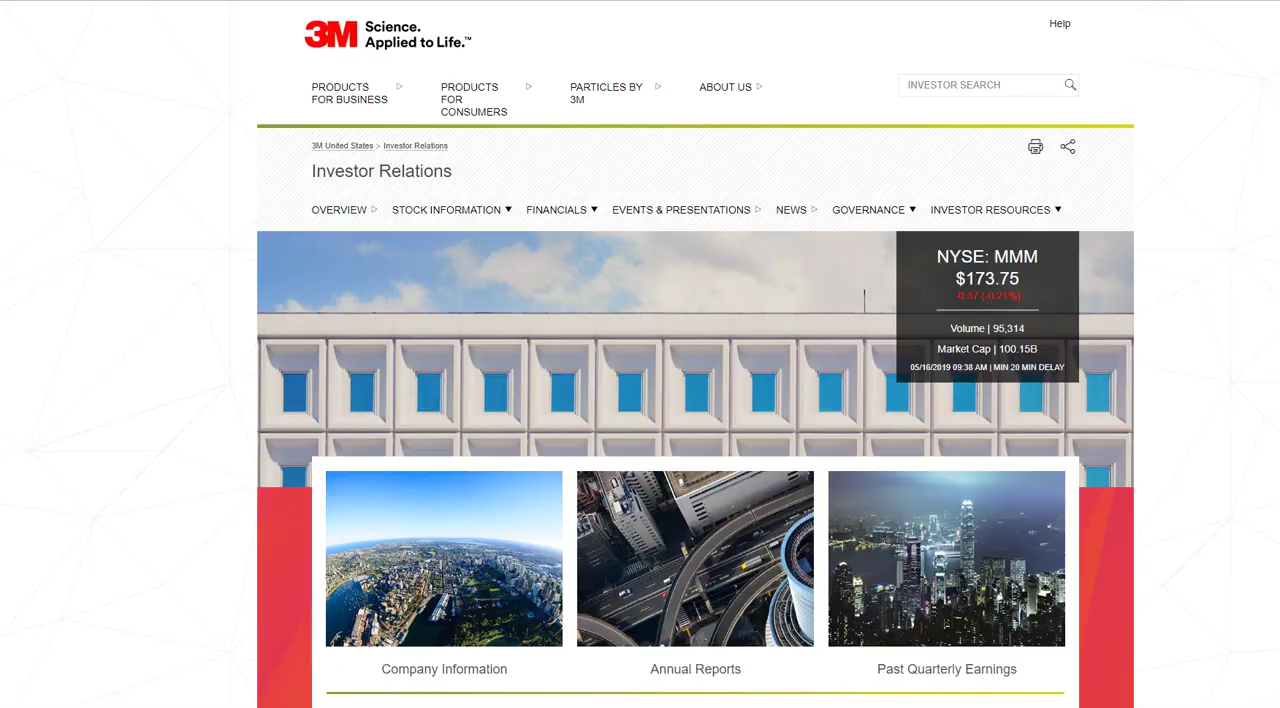 3M Science.
Applied to Life.™
Help
PRODUCTS
FOR BUSINESS
PRODUCTS
FOR
CONSUMERS
PARTICLES BY
3M
ABOUT US
INVESTOR SEARCH
3M United States > Investor Relations
Investor Relations
OVERVIEW STOCK INFORMATION FINANCIALS EVENTS & PRESENTATIONS NEWS GOVERNANCE INVESTOR RESOURCES
NYSE: MMM
$173.75
-0.37 (-0.21%)
Volume | 95,314
Market Cap | 100.15B
05/16/2019 09:38 AM | MIN 20 MIN DELAY
Company Information
Annual Reports
Past Quarterly Earnings